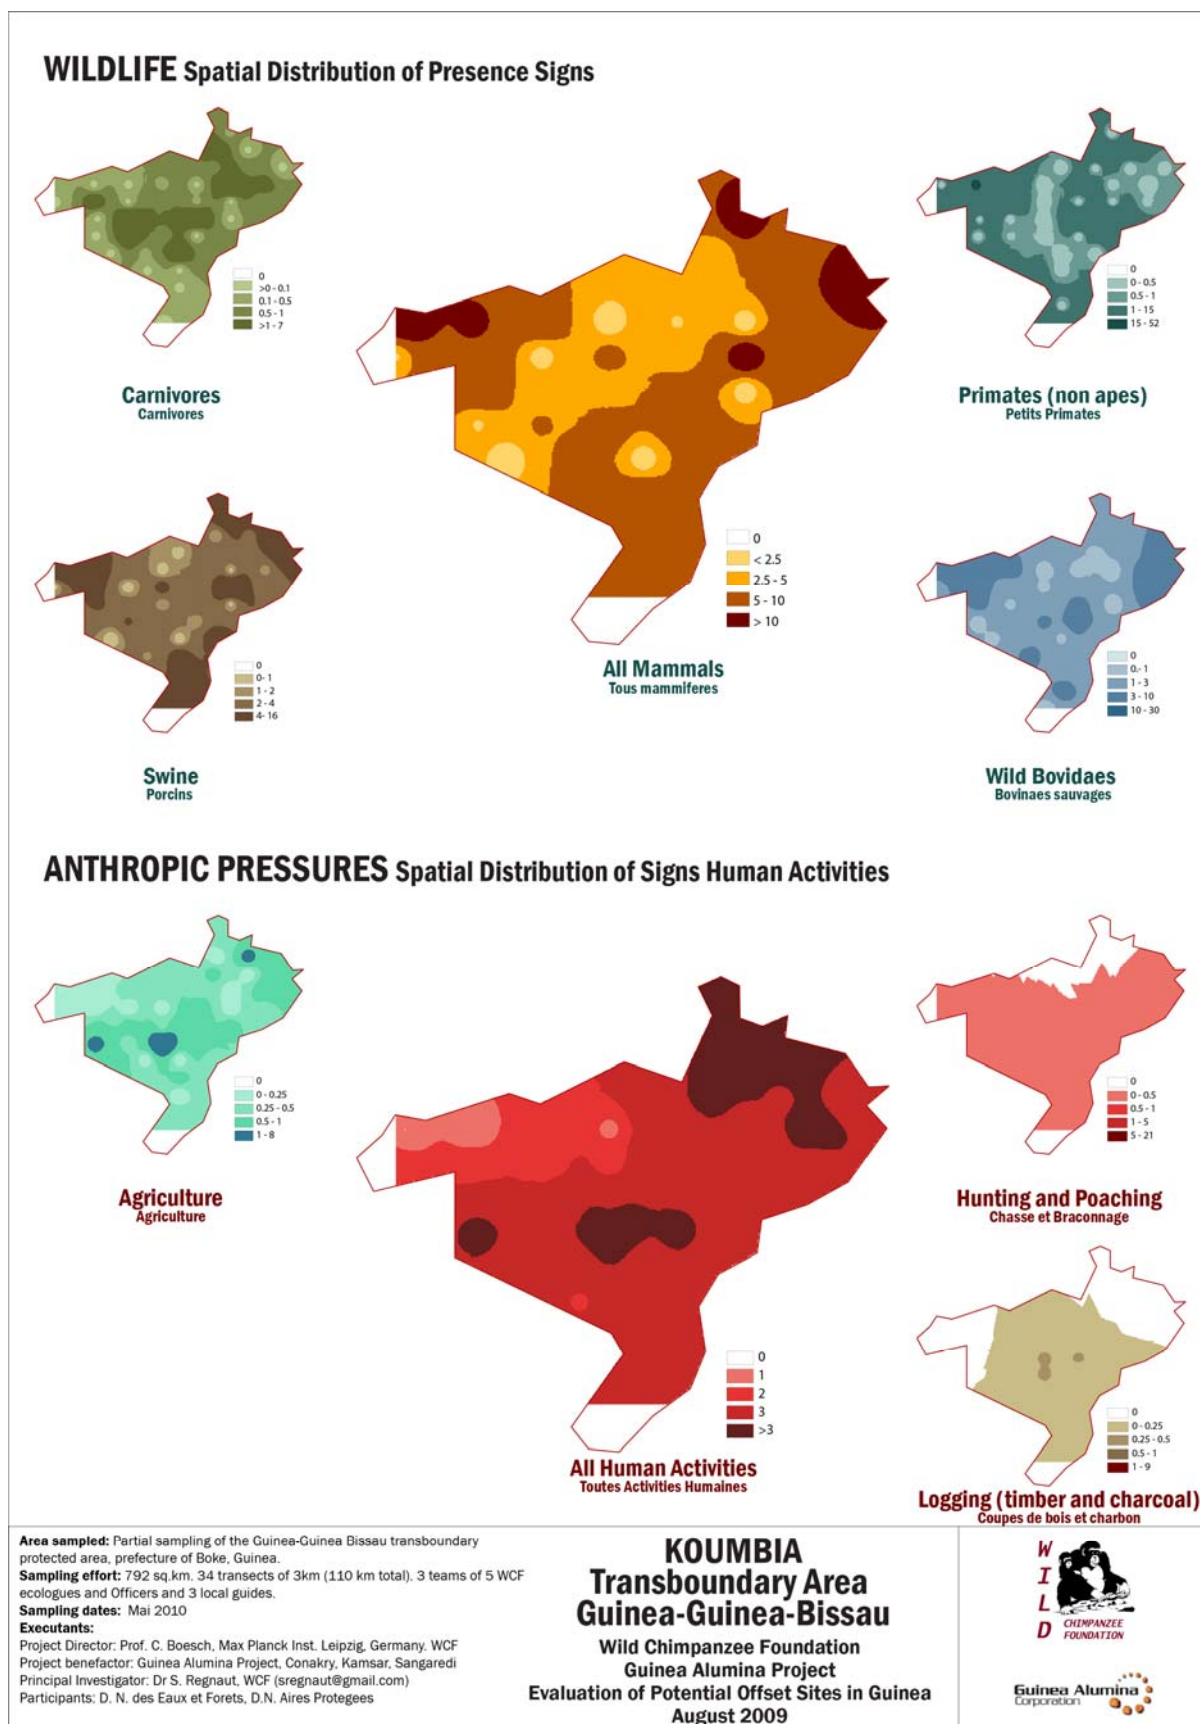 WILDLIFE Spatial Distribution of Presence Signs
0
>0 - 0.1
0.1 - 0.5
0.5 - 1
>1 - 7
Carnivores
Carnivores
0
0 - 0.5
0.5 - 1
1 - 15
15 - 52
Primates (non apes)
Petits Primates
0
< 2.5
2.5 - 5
5 - 10
> 10
All Mammals
Tous mammiferes
0
0- 1
1 - 2
2 - 4
4- 16
Swine
Porcins
0
0.- 1
1 - 3
3 - 10
10 - 30
Wild Bovidaes
Bovinaes sauvages
ANTHROPIC PRESSURES Spatial Distribution of Signs Human Activities
0
0 - 0.25
0.25 - 0.5
0.5 - 1
1 - 8
Agriculture
Agriculture
0
0 - 0.5
0.5 - 1
1 - 5
5 - 21
Hunting and Poaching
Chasse et Braconnage
0
1
2
3
>3
All Human Activities
Toutes Activities Humaines
0
0 - 0.25
0.25 - 0.5
0.5 - 1
1 - 9
Logging (timber and charcoal)
Coupes de bois et charbon
Area sampled: Partial sampling of the Guinea-Guinea Bissau transboundary
protected area, prefecture of Boke, Guinea.
Sampling effort: 792 sq.km. 34 transects of 3km (110 km total). 3 teams of 5 WCF
ecologues and Officers and 3 local guides.
Sampling dates: Mai 2010
Executants:
Project Director: Prof. C. Boesch, Max Planck Inst. Leipzig, Germany. WCF
Project benefactor: Guinea Alumina Project, Conakry, Kamsar, Sangaredi
Principal Investigator: Dr S. Regnaut, WCF (sregnaut@gmail.com)
Participants: D. N. des Eaux et Forets, D.N. Aires Protegees
KOUMBIA
Transboundary Area
Guinea-Guinea-Bissau
Wild Chimpanzee Foundation
Guinea Alumina Project
Evaluation of Potential Offset Sites in Guinea
August 2009
WILD
CHIMPANZEE
FOUNDATION
Guinea Alumina
Corporation